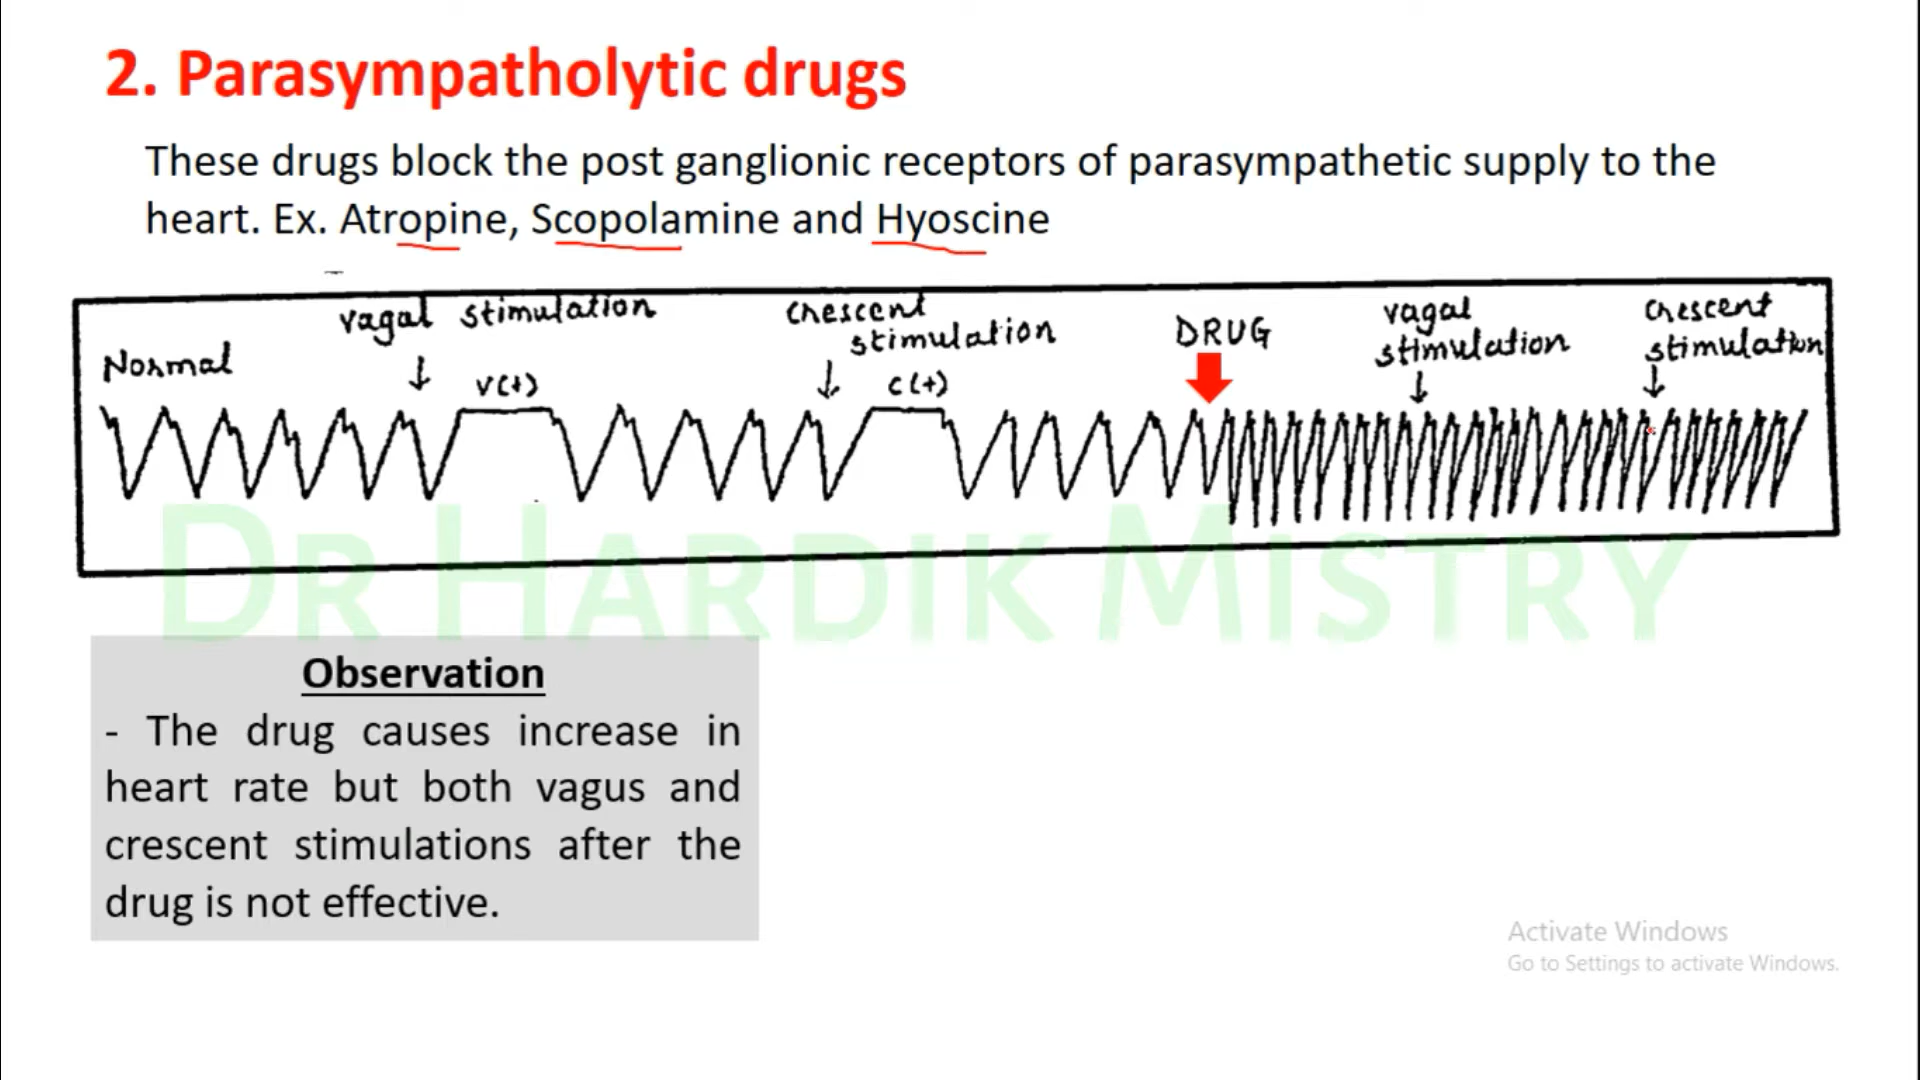 2. Parasympatholytic drugs
These drugs block the post ganglionic receptors of parasympathetic supply to the
heart. Ex. Atropine, Scopolamine and Hyoscine
Normal
vagal stimulation
V(+)
Crescent
stimulation
C(+)
DRUG
vagal
stimulation
Crescent
stimulation
DR HARDIK MISTRY
Observation
- The drug causes increase in
heart rate but both vagus and
crescent stimulations after the
drug is not effective.
Activate Windows
Go to Settings to activate Windows.